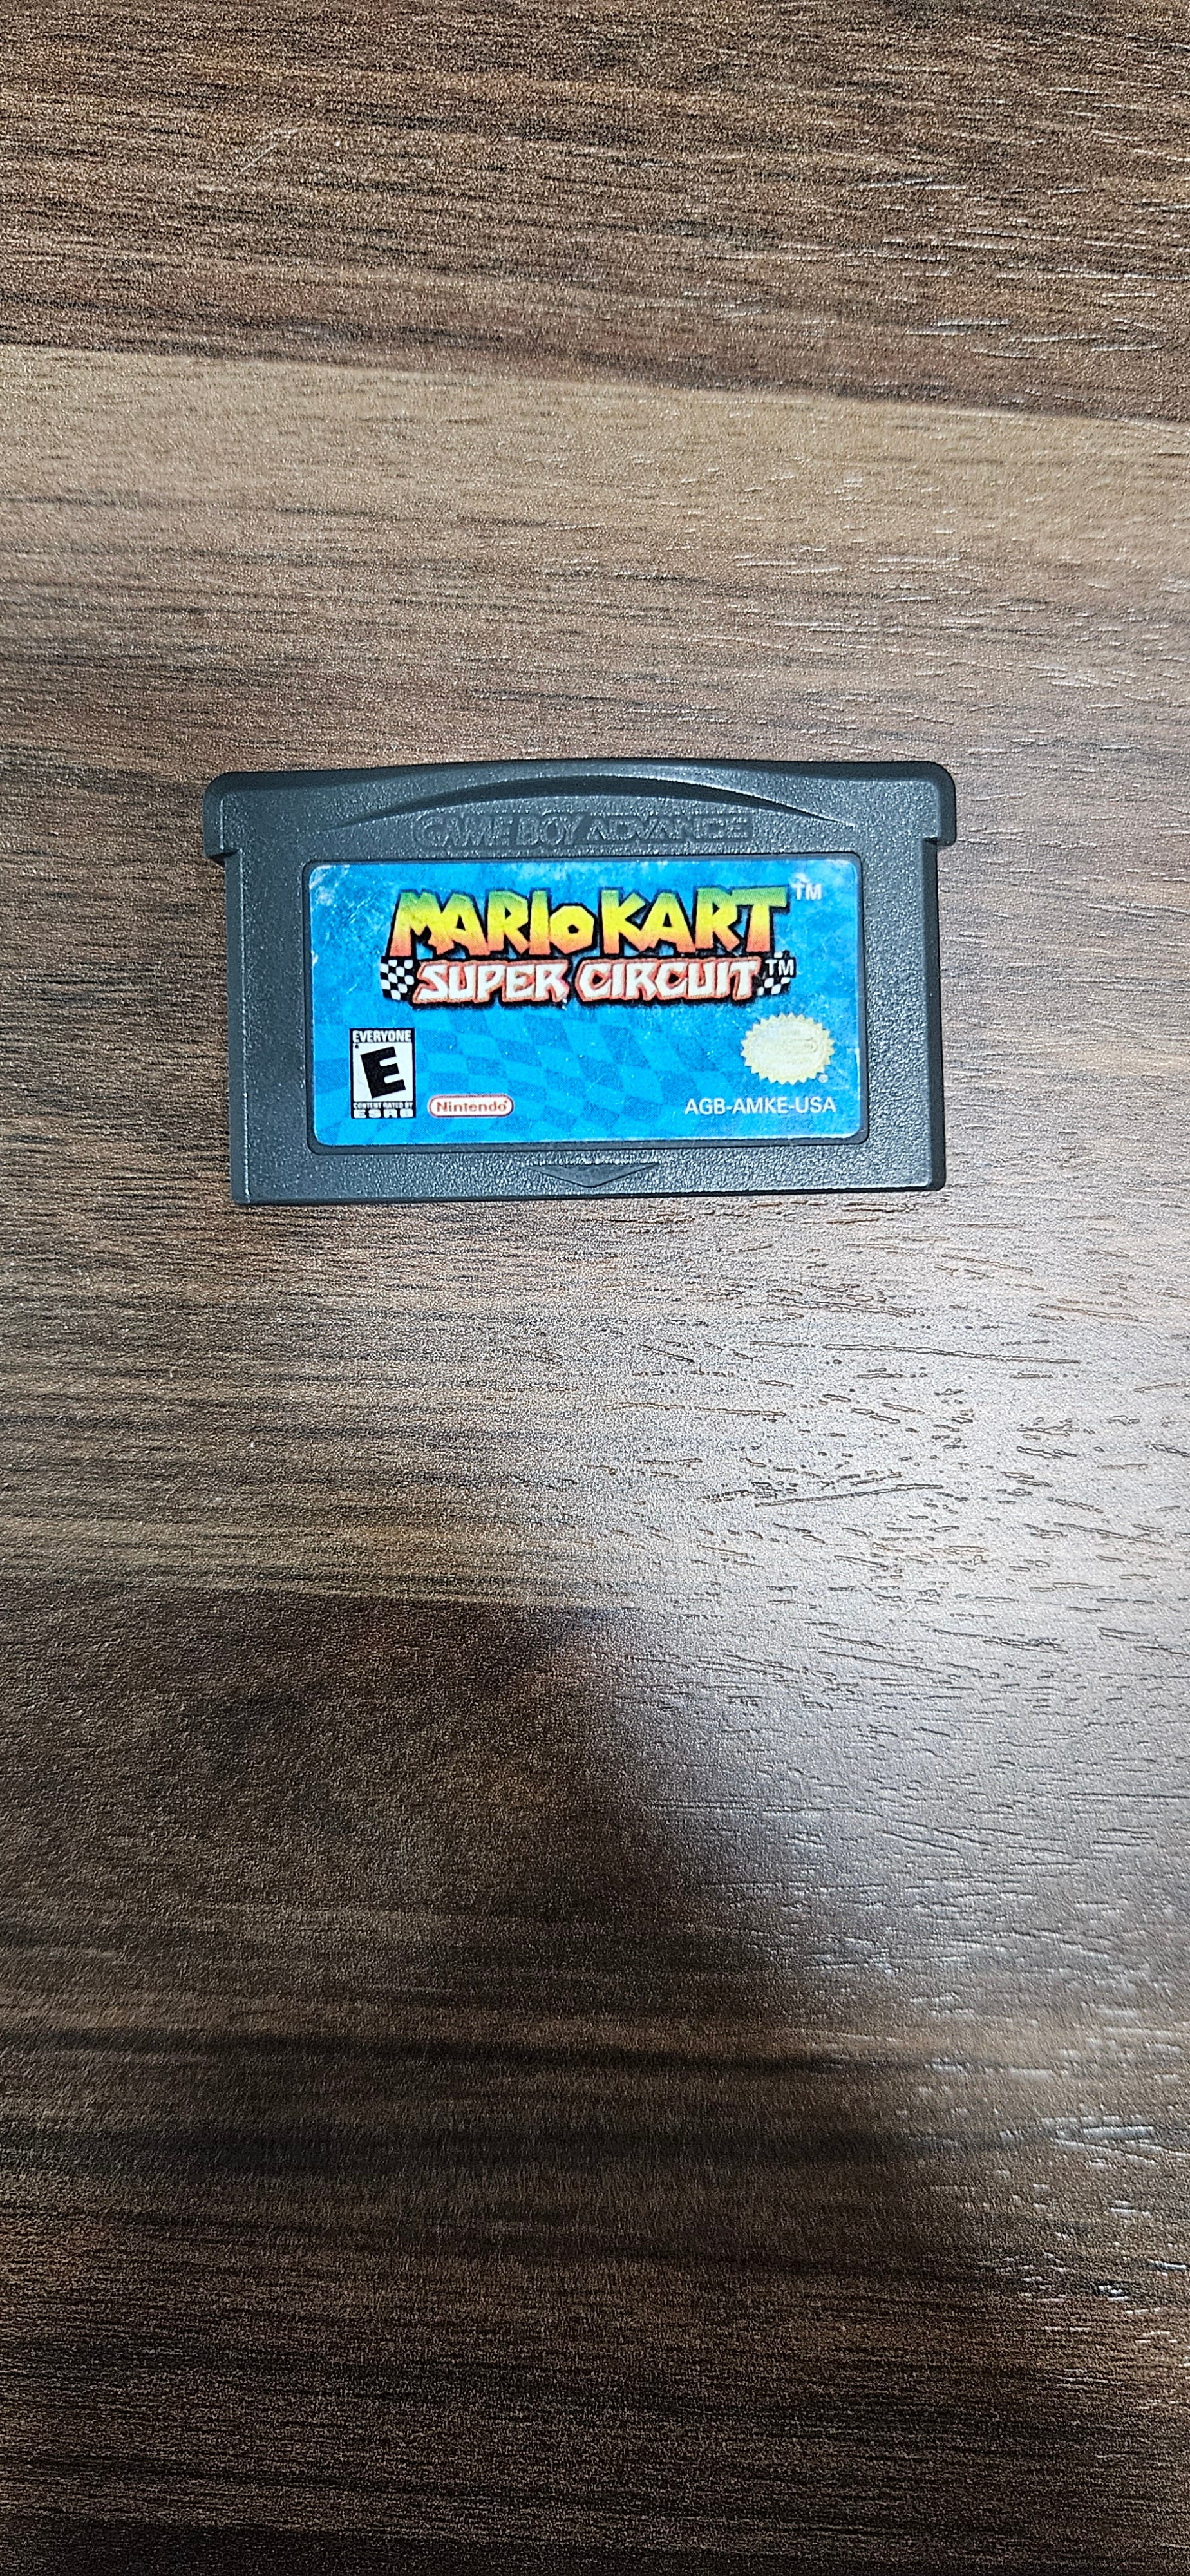 GAME BOY ADVANCE
MARIO KART™
SUPER CIRCUIT™
EVERYONE
E
CONTENT RATED BY
ESRB
Nintendo®
AGB-AMKE-USA